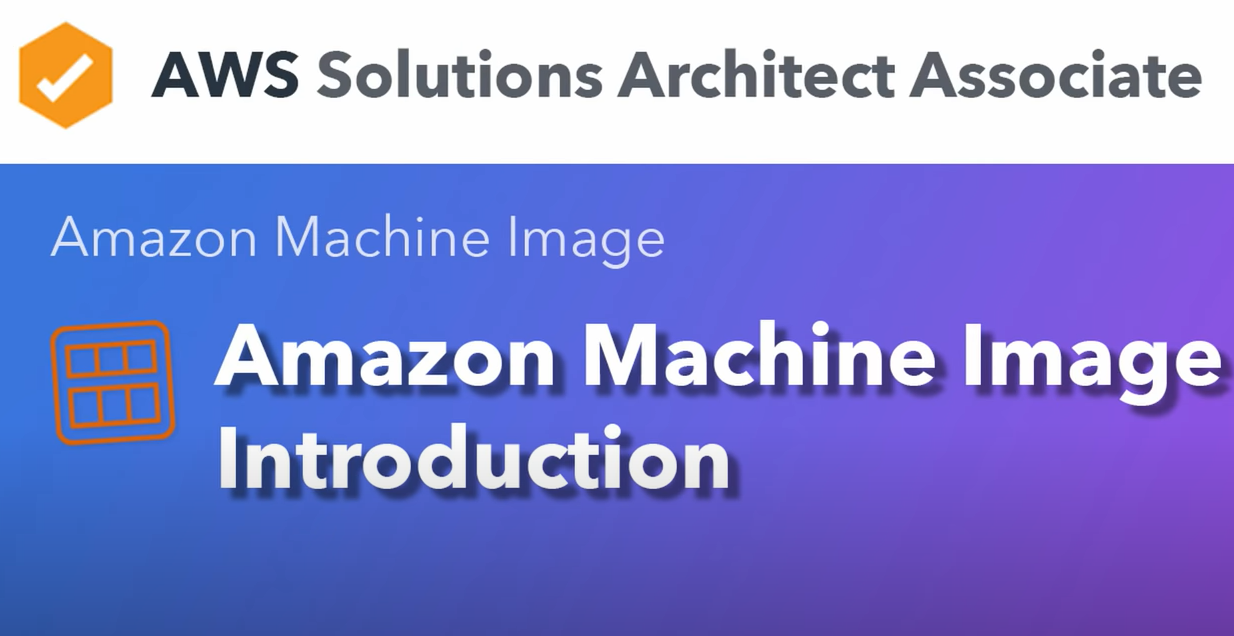 AWS Solutions Architect Associate
Amazon Machine Image
Amazon Machine Image
Introduction